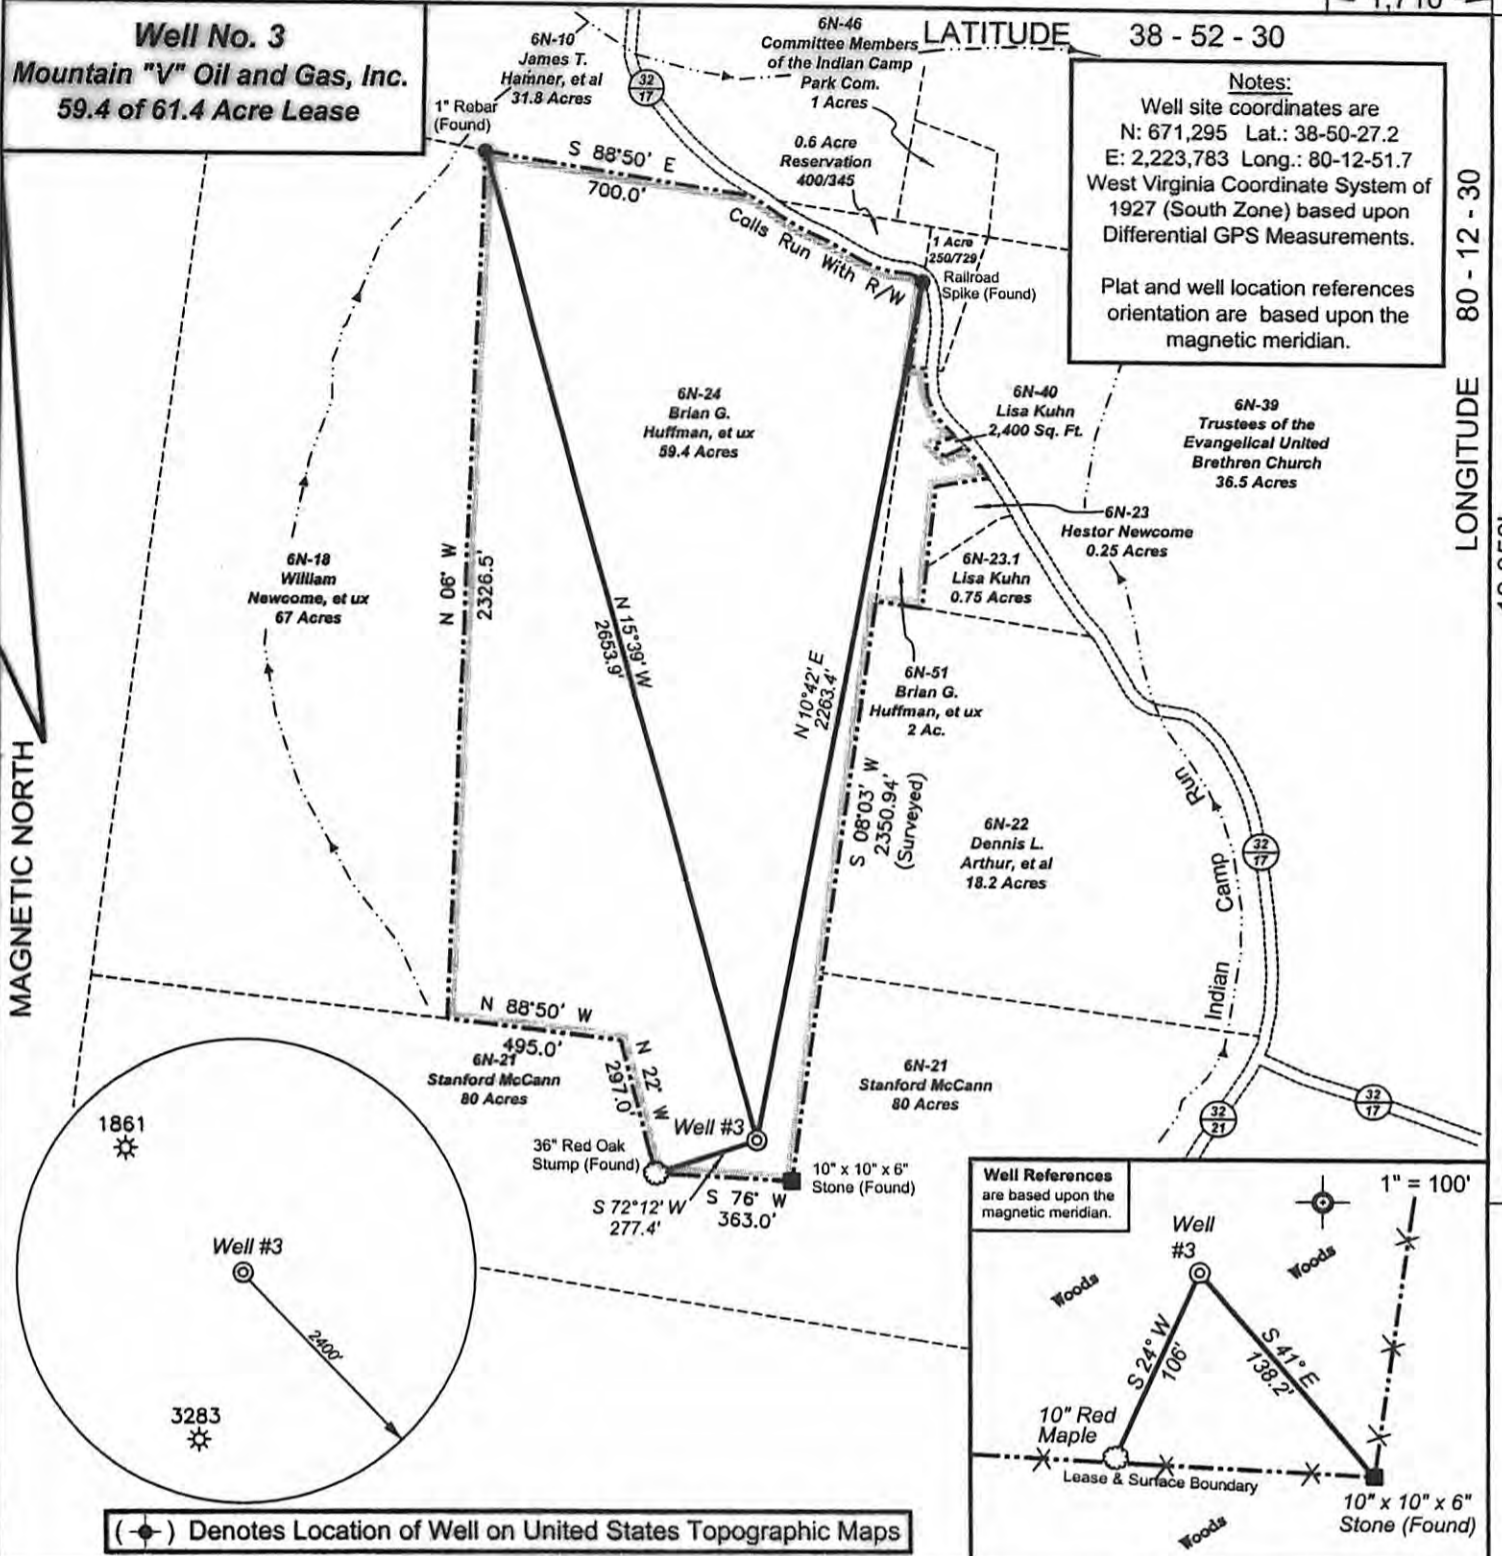 1,710
Well No. 3
Mountain "V" Oil and Gas, Inc.
59.4 of 61.4 Acre Lease
LATITUDE 38 - 52 - 30
LONGITUDE 80 - 12 - 30
Notes:
Well site coordinates are
N: 671,295 Lat.: 38-50-27.2
E: 2,223,783 Long.: 80-12-51.7
West Virginia Coordinate System of
1927 (South Zone) based upon
Differential GPS Measurements.
Plat and well location references
orientation are based upon the
magnetic meridian.
6N-10
James T.
Hamner, et al
31.8 Acres
32
17
6N-46
Committee Members
of the Indian Camp
Park Com.
1 Acres
1" Rebar
(Found)
S 88°50' E
700.0'
0.6 Acre
Reservation
400/345
Calls Run With R/W
1 Acre
250/729
Railroad
Spike (Found)
6N-24
Brian G.
Huffman, et ux
59.4 Acres
6N-40
Lisa Kuhn
2,400 Sq. Ft.
6N-39
Trustees of the
Evangelical United
Brethren Church
36.5 Acres
6N-23
Hestor Newcome
0.25 Acres
6N-23.1
Lisa Kuhn
0.75 Acres
6N-18
William
Newcome, et ux
67 Acres
N 06° W
2326.5'
N 15°39' W
2653.9'
N 10°42' E
2263.4'
6N-51
Brian G.
Huffman, et ux
2 Ac.
S 08°03' W
2350.94'
(Surveyed)
MAGNETIC NORTH
6N-22
Dennis L.
Arthur, et al
18.2 Acres
Indian Camp Run
32
17
N 88°50' W
495.0'
6N-21
Stanford McCann
80 Acres
N 22° W
297.0'
6N-21
Stanford McCann
80 Acres
32
21
32
17
Well #3
36" Red Oak
Stump (Found)
10" x 10" x 6"
Stone (Found)
S 72°12' W
277.4'
S 76° W
363.0'
1861
Well #3
2400'
3283
Well References
are based upon the
magnetic meridian.
1" = 100'
Well
#3
Woods
Woods
S 24° W
106'
S 41° E
138.2'
10" Red
Maple
Lease & Surface Boundary
10" x 10" x 6"
Stone (Found)
Woods
( ) Denotes Location of Well on United States Topographic Maps